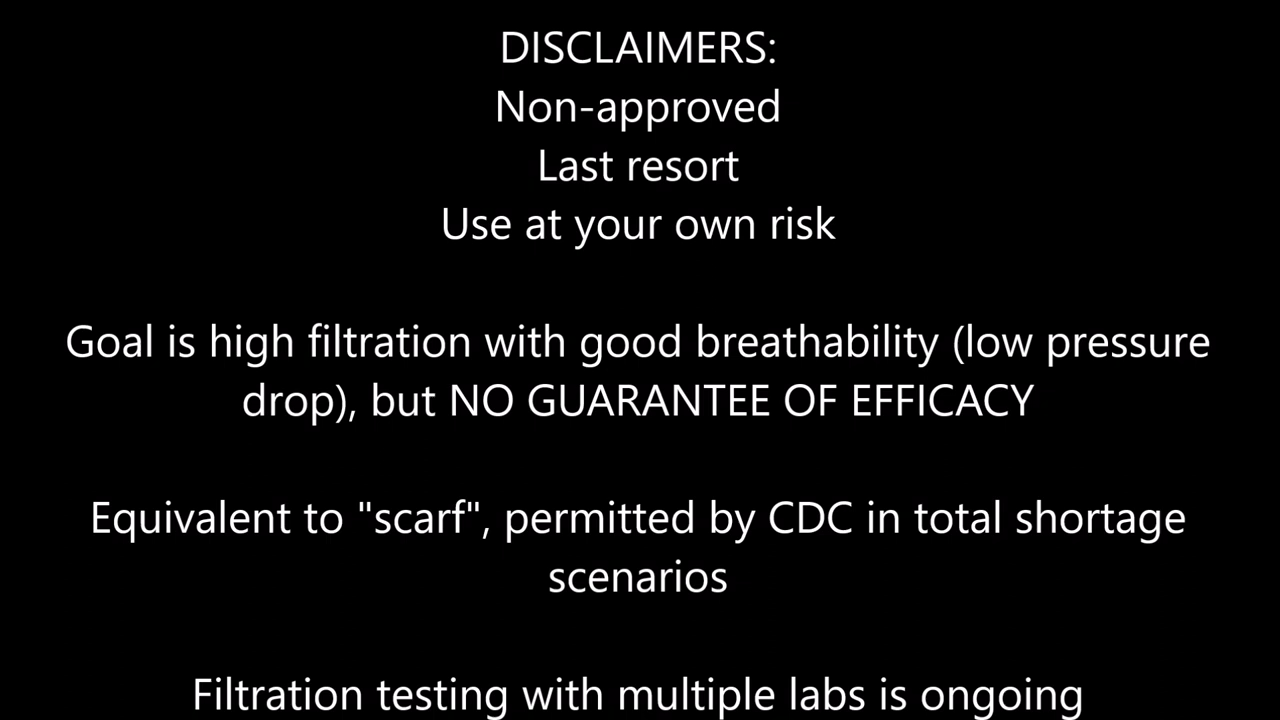 DISCLAIMERS:
Non-approved
Last resort
Use at your own risk
Goal is high filtration with good breathability (low pressure
drop), but NO GUARANTEE OF EFFICACY
Equivalent to "scarf", permitted by CDC in total shortage
scenarios
Filtration testing with multiple labs is ongoing